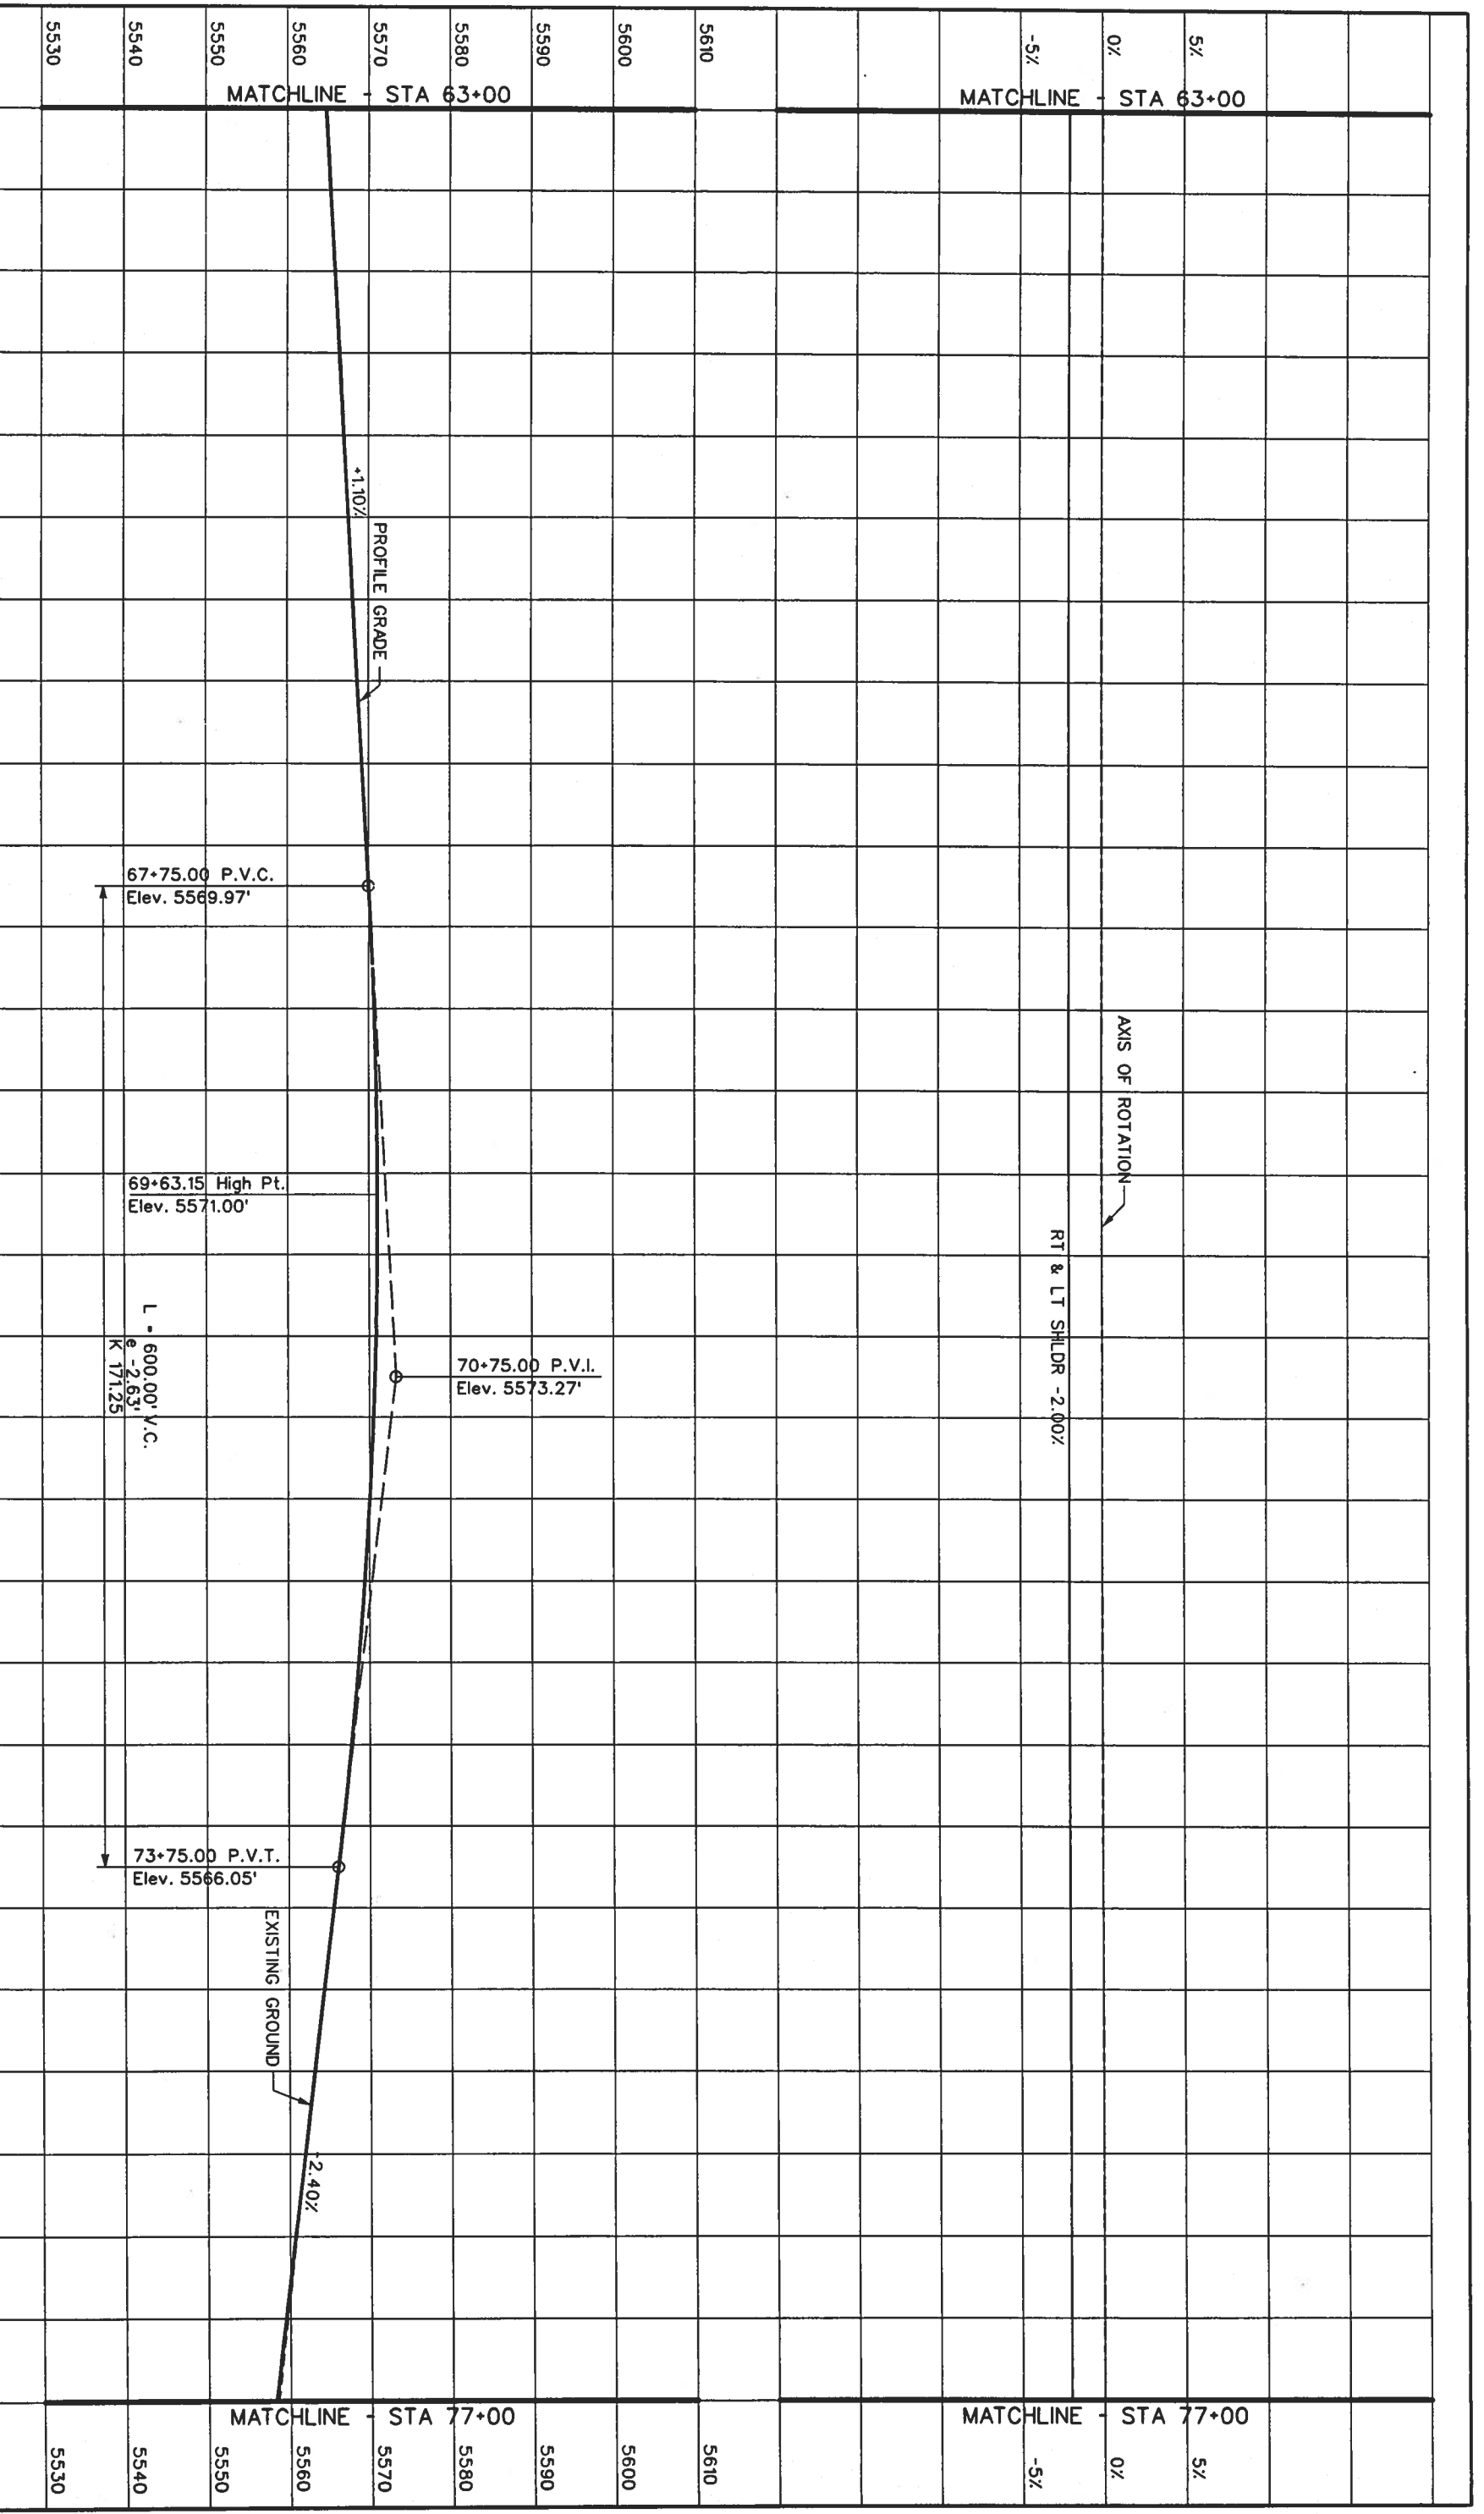 5530
5540
5550
5560
5570
5580
5590
5600
5610
-5%
0%
5%
MATCHLINE - STA 63+00
MATCHLINE - STA 63+00
+1.10%
PROFILE GRADE
67+75.00 P.V.C.
Elev. 5569.97'
AXIS OF ROTATION
69+63.15 High Pt.
Elev. 5571.00'
RT & LT SHLDR -2.00%
L = 600.00' V.C.
e -2.63'
K 171.25
70+75.00 P.V.I.
Elev. 5573.27'
73+75.00 P.V.T.
Elev. 5566.05'
EXISTING GROUND
-2.40%
MATCHLINE - STA 77+00
MATCHLINE - STA 77+00
5530
5540
5550
5560
5570
5580
5590
5600
5610
-5%
0%
5%